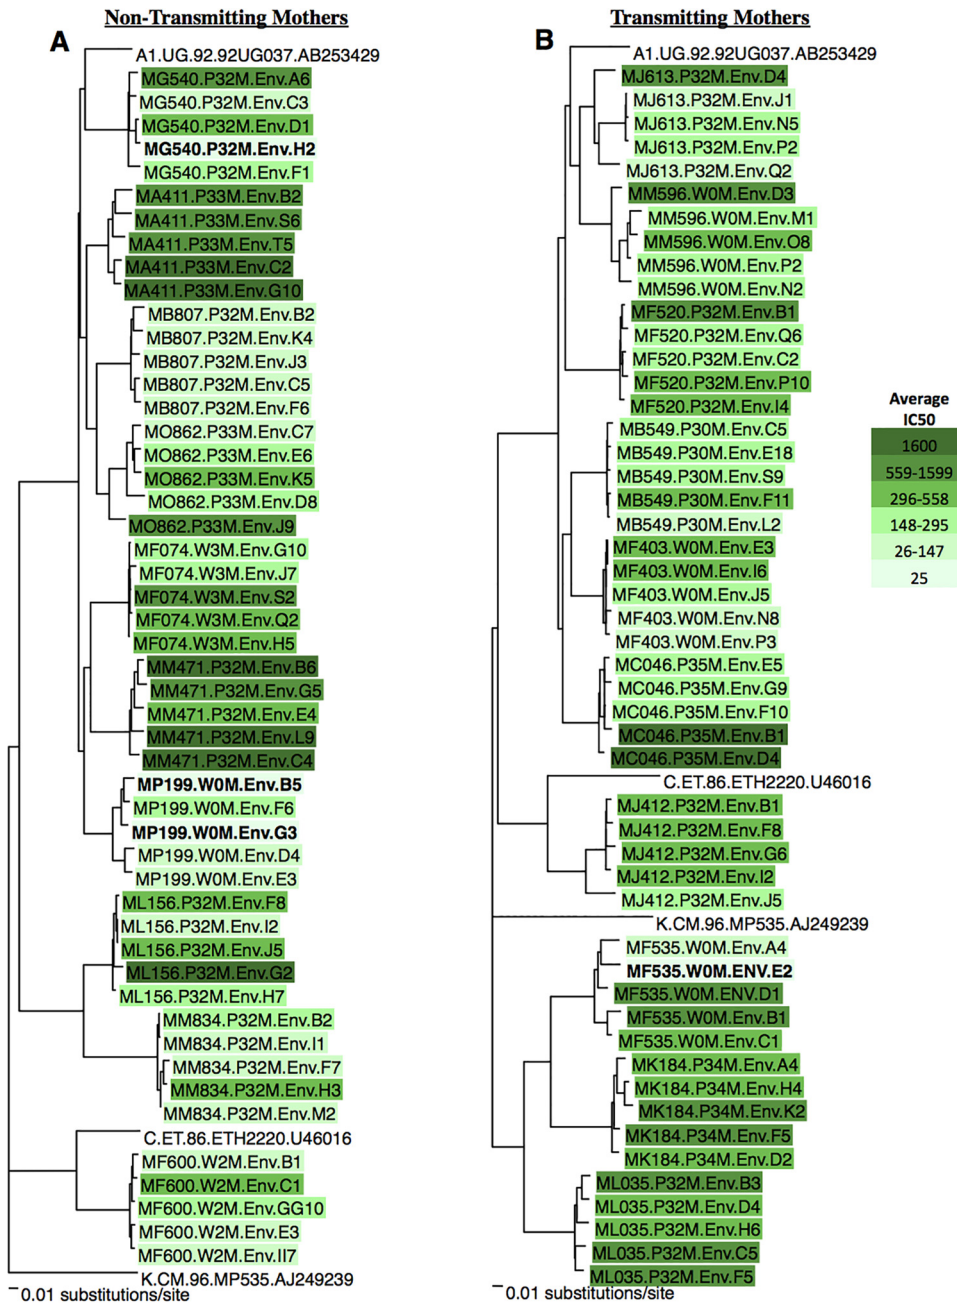 Non-Transmitting Mothers
A
A1.UG.92.92UG037.AB253429
MG540.P32M.Env.A6
MG540.P32M.Env.C3
MG540.P32M.Env.D1
MG540.P32M.Env.H2
MG540.P32M.Env.F1
MA411.P33M.Env.B2
MA411.P33M.Env.S6
MA411.P33M.Env.T5
MA411.P33M.Env.C2
MA411.P33M.Env.G10
MB807.P32M.Env.B2
MB807.P32M.Env.K4
MB807.P32M.Env.J3
MB807.P32M.Env.C5
MB807.P32M.Env.F6
MO862.P33M.Env.C7
MO862.P33M.Env.E6
MO862.P33M.Env.K5
MO862.P33M.Env.D8
MO862.P33M.Env.J9
MF074.W3M.Env.G10
MF074.W3M.Env.J7
MF074.W3M.Env.S2
MF074.W3M.Env.Q2
MF074.W3M.Env.H5
MM471.P32M.Env.B6
MM471.P32M.Env.G5
MM471.P32M.Env.E4
MM471.P32M.Env.L9
MM471.P32M.Env.C4
MP199.W0M.Env.B5
MP199.W0M.Env.F6
MP199.W0M.Env.G3
MP199.W0M.Env.D4
MP199.W0M.Env.E3
ML156.P32M.Env.F8
ML156.P32M.Env.I2
ML156.P32M.Env.J5
ML156.P32M.Env.G2
ML156.P32M.Env.H7
MM834.P32M.Env.B2
MM834.P32M.Env.I1
MM834.P32M.Env.F7
MM834.P32M.Env.H3
MM834.P32M.Env.M2
C.ET.86.ETH2220.U46016
MF600.W2M.Env.B1
MF600.W2M.Env.C1
MF600.W2M.Env.GG10
MF600.W2M.Env.E3
MF600.W2M.Env.II7
K.CM.96.MP535.AJ249239
0.01 substitutions/site
Transmitting Mothers
B
A1.UG.92.92UG037.AB253429
MJ613.P32M.Env.D4
MJ613.P32M.Env.J1
MJ613.P32M.Env.N5
MJ613.P32M.Env.P2
MJ613.P32M.Env.Q2
MM596.W0M.Env.D3
MM596.W0M.Env.M1
MM596.W0M.Env.O8
MM596.W0M.Env.P2
MM596.W0M.Env.N2
MF520.P32M.Env.B1
MF520.P32M.Env.Q6
MF520.P32M.Env.C2
MF520.P32M.Env.P10
MF520.P32M.Env.I4
MB549.P30M.Env.C5
MB549.P30M.Env.E18
MB549.P30M.Env.S9
MB549.P30M.Env.F11
MB549.P30M.Env.L2
MF403.W0M.Env.E3
MF403.W0M.Env.I6
MF403.W0M.Env.J5
MF403.W0M.Env.N8
MF403.W0M.Env.P3
MC046.P35M.Env.E5
MC046.P35M.Env.G9
MC046.P35M.Env.F10
MC046.P35M.Env.B1
MC046.P35M.Env.D4
C.ET.86.ETH2220.U46016
MJ412.P32M.Env.B1
MJ412.P32M.Env.F8
MJ412.P32M.Env.G6
MJ412.P32M.Env.I2
MJ412.P32M.Env.J5
K.CM.96.MP535.AJ249239
MF535.W0M.Env.A4
MF535.W0M.ENV.E2
MF535.W0M.ENV.D1
MF535.W0M.Env.B1
MF535.W0M.Env.C1
MK184.P34M.Env.A4
MK184.P34M.Env.H4
MK184.P34M.Env.K2
MK184.P34M.Env.F5
MK184.P34M.Env.D2
ML035.P32M.Env.B3
ML035.P32M.Env.D4
ML035.P32M.Env.H6
ML035.P32M.Env.C5
ML035.P32M.Env.F5
0.01 substitutions/site
Average
IC50
1600
559-1599
296-558
148-295
26-147
25